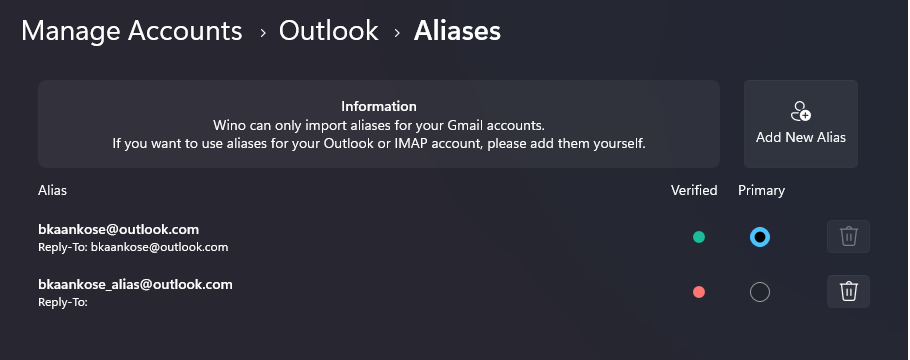 Manage Accounts › Outlook › Aliases
Information
Wino can only import aliases for your Gmail accounts.
If you want to use aliases for your Outlook or IMAP account, please add them yourself.
Add New Alias
Alias Verified Primary
bkaankose@outlook.com
Reply-To: bkaankose@outlook.com
bkaankose_alias@outlook.com
Reply-To: